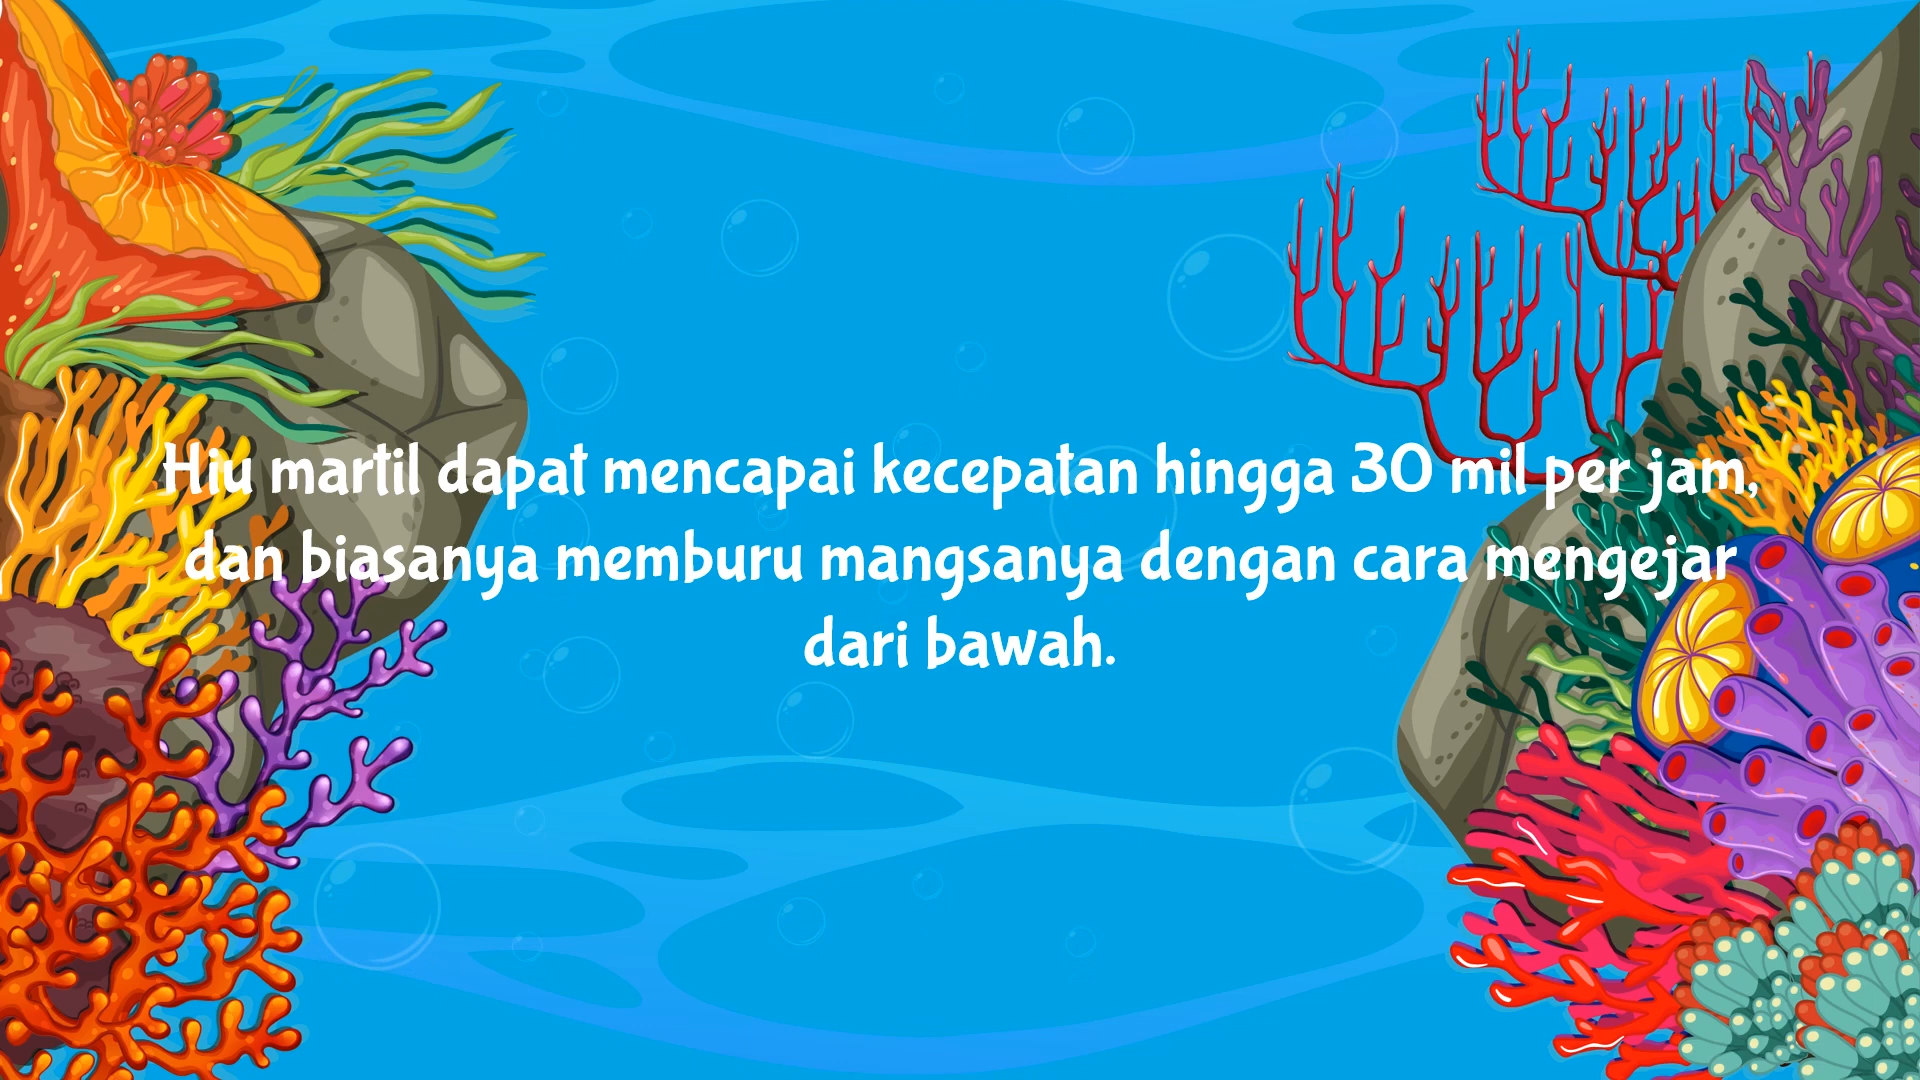 Hiu martil dapat mencapai kecepatan hingga 30 mil per jam,
dan biasanya memburu mangsanya dengan cara mengejar
dari bawah.